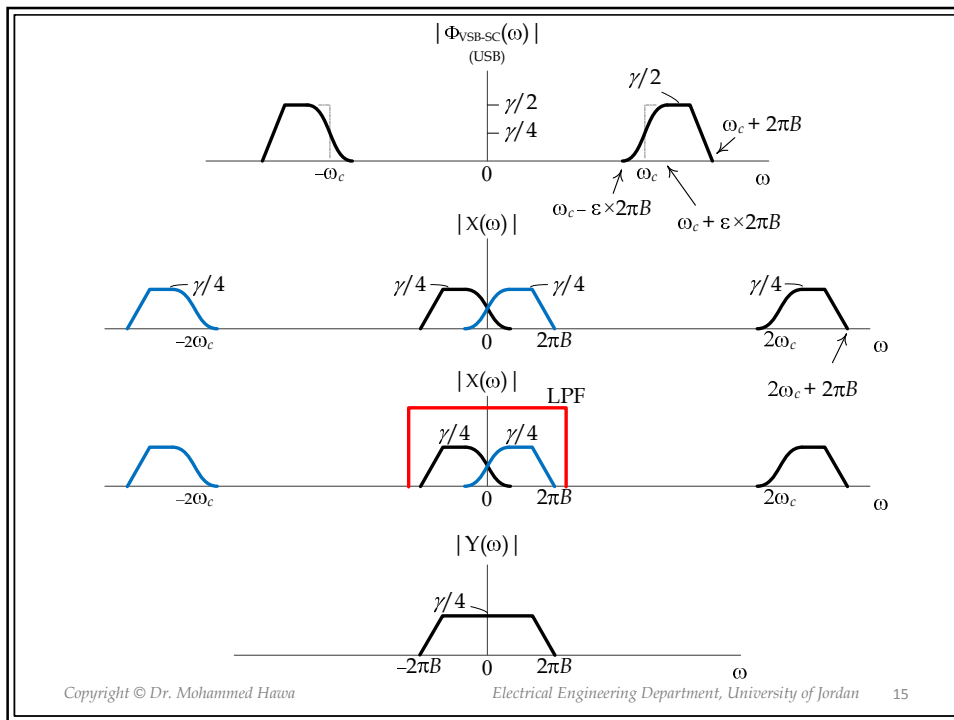 |Φ_VSB-SC(ω)|
(USB)
γ/2
γ/2
γ/4
ω_c + 2πB
−ω_c
0
ω_c
ω
ω_c − ε×2πB
ω_c + ε×2πB
|X(ω)|
γ/4
γ/4
γ/4
γ/4
−2ω_c
0
2πB
2ω_c
ω
2ω_c + 2πB
|X(ω)|
LPF
γ/4
γ/4
−2ω_c
0
2πB
2ω_c
ω
|Y(ω)|
γ/4
−2πB
0
2πB
ω
Copyright © Dr. Mohammed Hawa
Electrical Engineering Department, University of Jordan
15